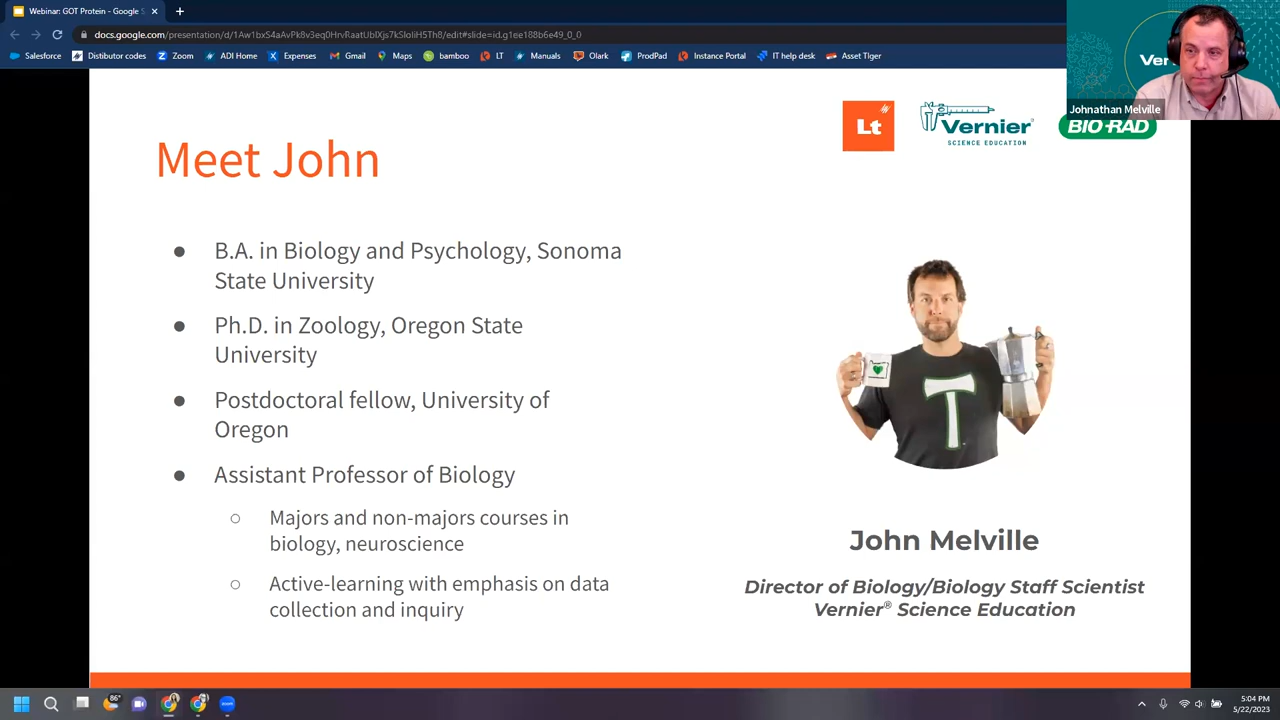 Webinar: GOT Protein - Google S
docs.google.com/presentation/d/1Aw1bxS4aAvPk8v3eq0HrvRaatUblXjs7kSloIiH5Th8/edit#slide=id.g1ee188b6e49_0_0
Salesforce
Distibutor codes
Zoom
ADI Home
Expenses
Gmail
Maps
bamboo
LT
Manuals
Olark
ProdPad
Instance Portal
IT help desk
Asset Tiger
Ver
Johnathan Melville
Lt
Vernier®
SCIENCE EDUCATION
BIO-RAD
Meet John
● B.A. in Biology and Psychology, Sonoma
State University
● Ph.D. in Zoology, Oregon State
University
● Postdoctoral fellow, University of
Oregon
● Assistant Professor of Biology
○ Majors and non-majors courses in
biology, neuroscience
○ Active-learning with emphasis on data
collection and inquiry
T
John Melville
Director of Biology/Biology Staff Scientist
Vernier® Science Education
86°
5:04 PM
5/22/2023